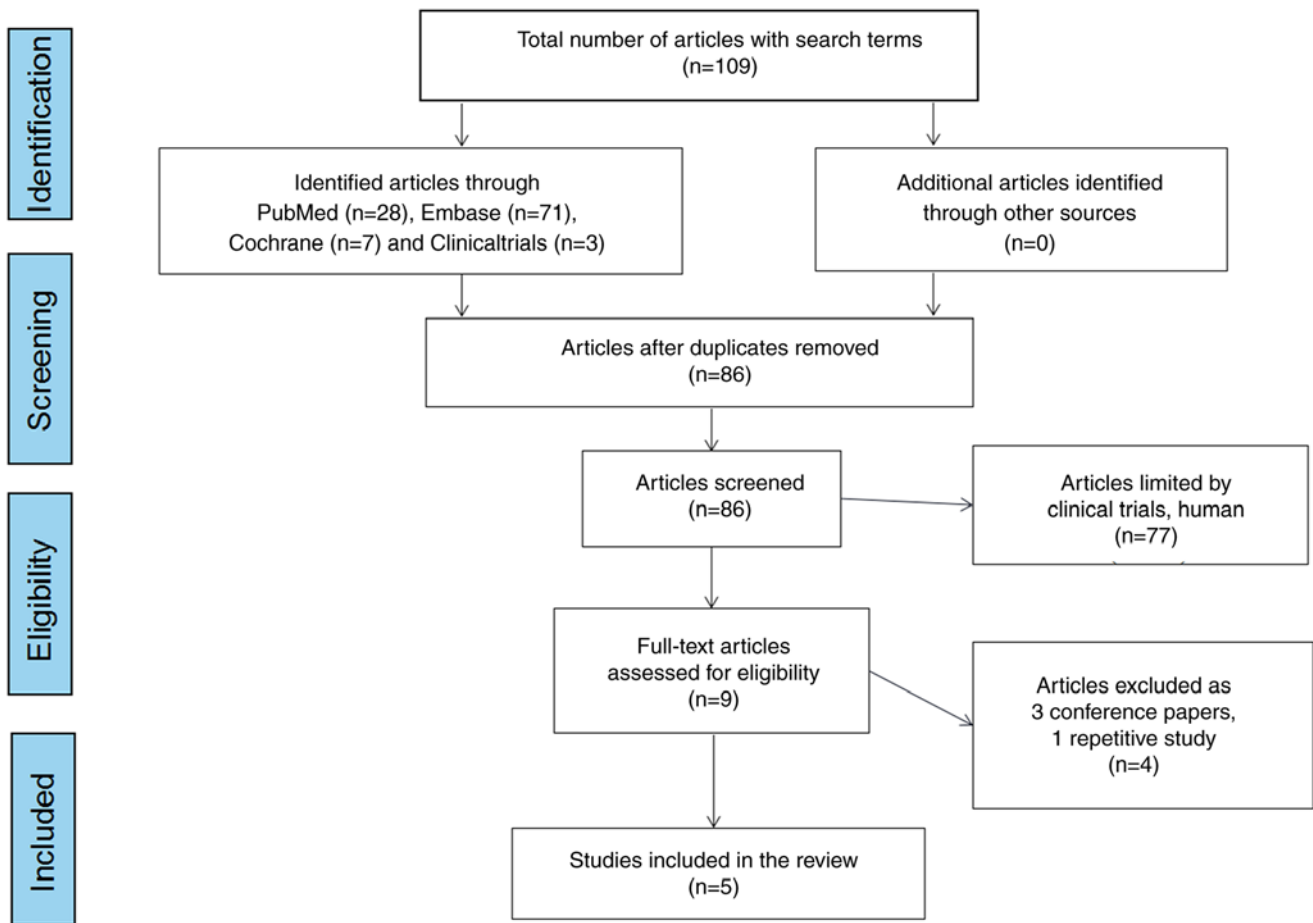 Identification
Total number of articles with search terms
(n=109)
Identified articles through
PubMed (n=28), Embase (n=71),
Cochrane (n=7) and Clinicaltrials (n=3)
Additional articles identified
through other sources
(n=0)
Screening
Articles after duplicates removed
(n=86)
Articles screened
(n=86)
Articles limited by
clinical trials, human
(n=77)
Eligibility
Full-text articles
assessed for eligibility
(n=9)
Articles excluded as
3 conference papers,
1 repetitive study
(n=4)
Included
Studies included in the review
(n=5)